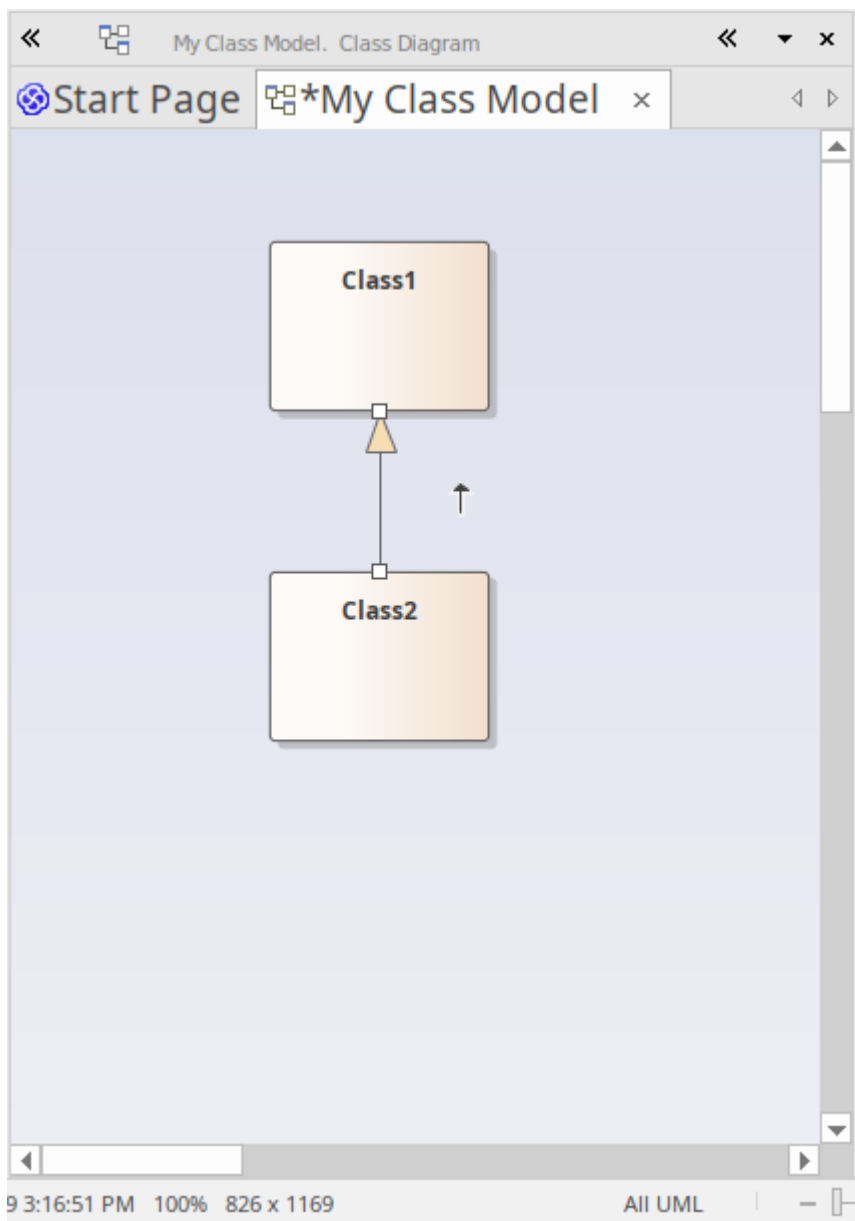 My Class Model.  Class Diagram
Start Page *My Class Model
Class1
Class2
9 3:16:51 PM 100% 826 x 1169 All UML